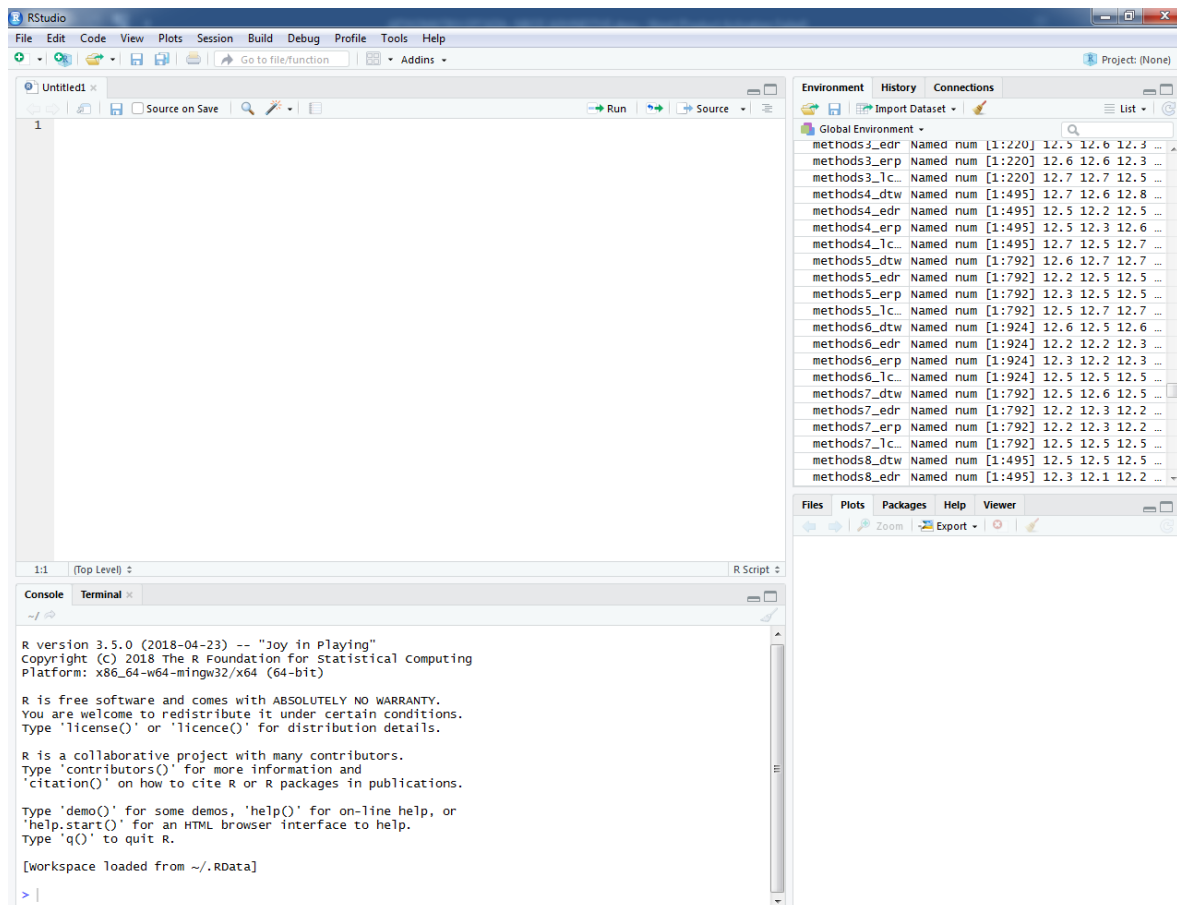 RStudio
File Edit Code View Plots Session Build Debug Profile Tools Help
Go to file/function Addins Project: (None)
Untitled1
Source on Save Run Source
1
1:1 (Top Level) R Script
Console Terminal
~/
R version 3.5.0 (2018-04-23) -- "Joy in Playing"
Copyright (C) 2018 The R Foundation for Statistical Computing
Platform: x86_64-w64-mingw32/x64 (64-bit)
R is free software and comes with ABSOLUTELY NO WARRANTY.
You are welcome to redistribute it under certain conditions.
Type 'license()' or 'licence()' for distribution details.
R is a collaborative project with many contributors.
Type 'contributors()' for more information and
'citation()' on how to cite R or R packages in publications.
Type 'demo()' for some demos, 'help()' for on-line help, or
'help.start()' for an HTML browser interface to help.
Type 'q()' to quit R.
[Workspace loaded from ~/.RData]
>
Environment History Connections
Import Dataset List
Global Environment
methods3_edr Named num [1:220] 12.5 12.6 12.3 …
methods3_erp Named num [1:220] 12.6 12.6 12.3 …
methods3_lc… Named num [1:220] 12.7 12.7 12.5 …
methods4_dtw Named num [1:495] 12.7 12.6 12.8 …
methods4_edr Named num [1:495] 12.5 12.2 12.5 …
methods4_erp Named num [1:495] 12.5 12.3 12.6 …
methods4_lc… Named num [1:495] 12.7 12.5 12.7 …
methods5_dtw Named num [1:792] 12.6 12.7 12.7 …
methods5_edr Named num [1:792] 12.2 12.5 12.5 …
methods5_erp Named num [1:792] 12.3 12.5 12.5 …
methods5_lc… Named num [1:792] 12.5 12.7 12.7 …
methods6_dtw Named num [1:924] 12.6 12.5 12.6 …
methods6_edr Named num [1:924] 12.2 12.2 12.3 …
methods6_erp Named num [1:924] 12.3 12.2 12.3 …
methods6_lc… Named num [1:924] 12.5 12.5 12.5 …
methods7_dtw Named num [1:792] 12.5 12.6 12.5 …
methods7_edr Named num [1:792] 12.2 12.3 12.2 …
methods7_erp Named num [1:792] 12.2 12.3 12.2 …
methods7_lc… Named num [1:792] 12.5 12.5 12.5 …
methods8_dtw Named num [1:495] 12.5 12.5 12.5 …
methods8_edr Named num [1:495] 12.3 12.1 12.2 …
Files Plots Packages Help Viewer
Zoom Export